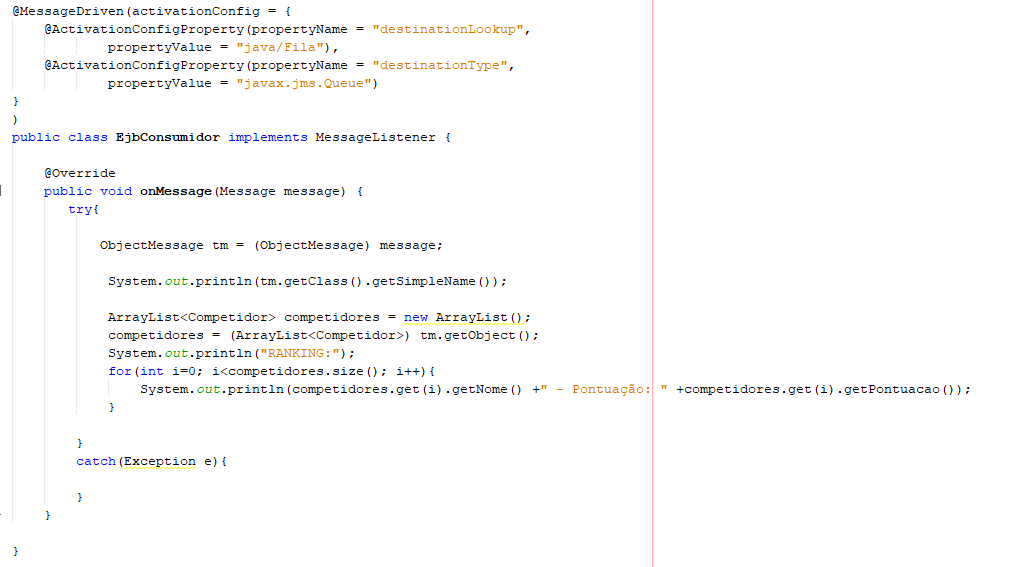 @MessageDriven(activationConfig = {
@ActivationConfigProperty(propertyName = "destinationLookup",
propertyValue = "java/Fila"),
@ActivationConfigProperty(propertyName = "destinationType",
propertyValue = "javax.jms.Queue")
}
)
public class EjbConsumidor implements MessageListener {
@Override
public void onMessage(Message message) {
try{
ObjectMessage tm = (ObjectMessage) message;
System.out.println(tm.getClass().getSimpleName());
ArrayList<Competidor> competidores = new ArrayList();
competidores = (ArrayList<Competidor>) tm.getObject();
System.out.println("RANKING:");
for(int i=0; i<competidores.size(); i++){
System.out.println(competidores.get(i).getNome() +" - Pontuação: " +competidores.get(i).getPontuacao());
}
}
catch(Exception e){
}
}
}